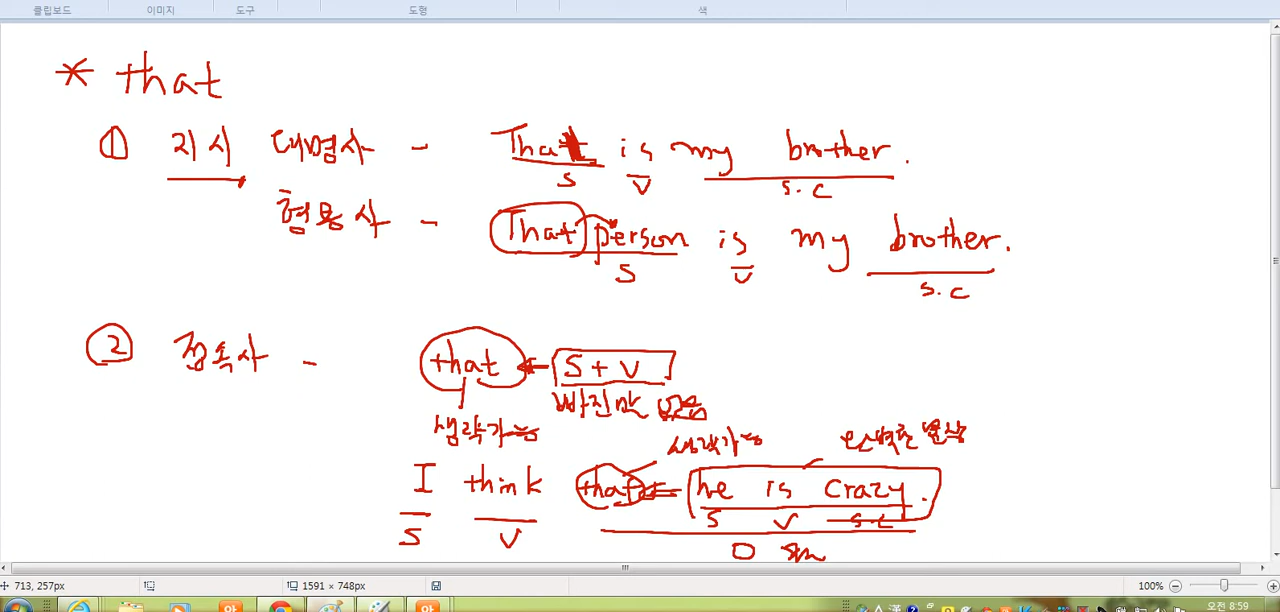 클립보드 이미지 도구 도형 색
* that
① 지시 대명사 - That is my brother.
S V S.C
형용사 - That person is my brother.
S V S.C
② 접속사 - that ← S + V
빠진만 없음
생략가능
생략가능 완벽한 문장
I think that he is crazy.
S V S V S.C
O
713, 257px 1591 × 748px 100%
오전 8:59